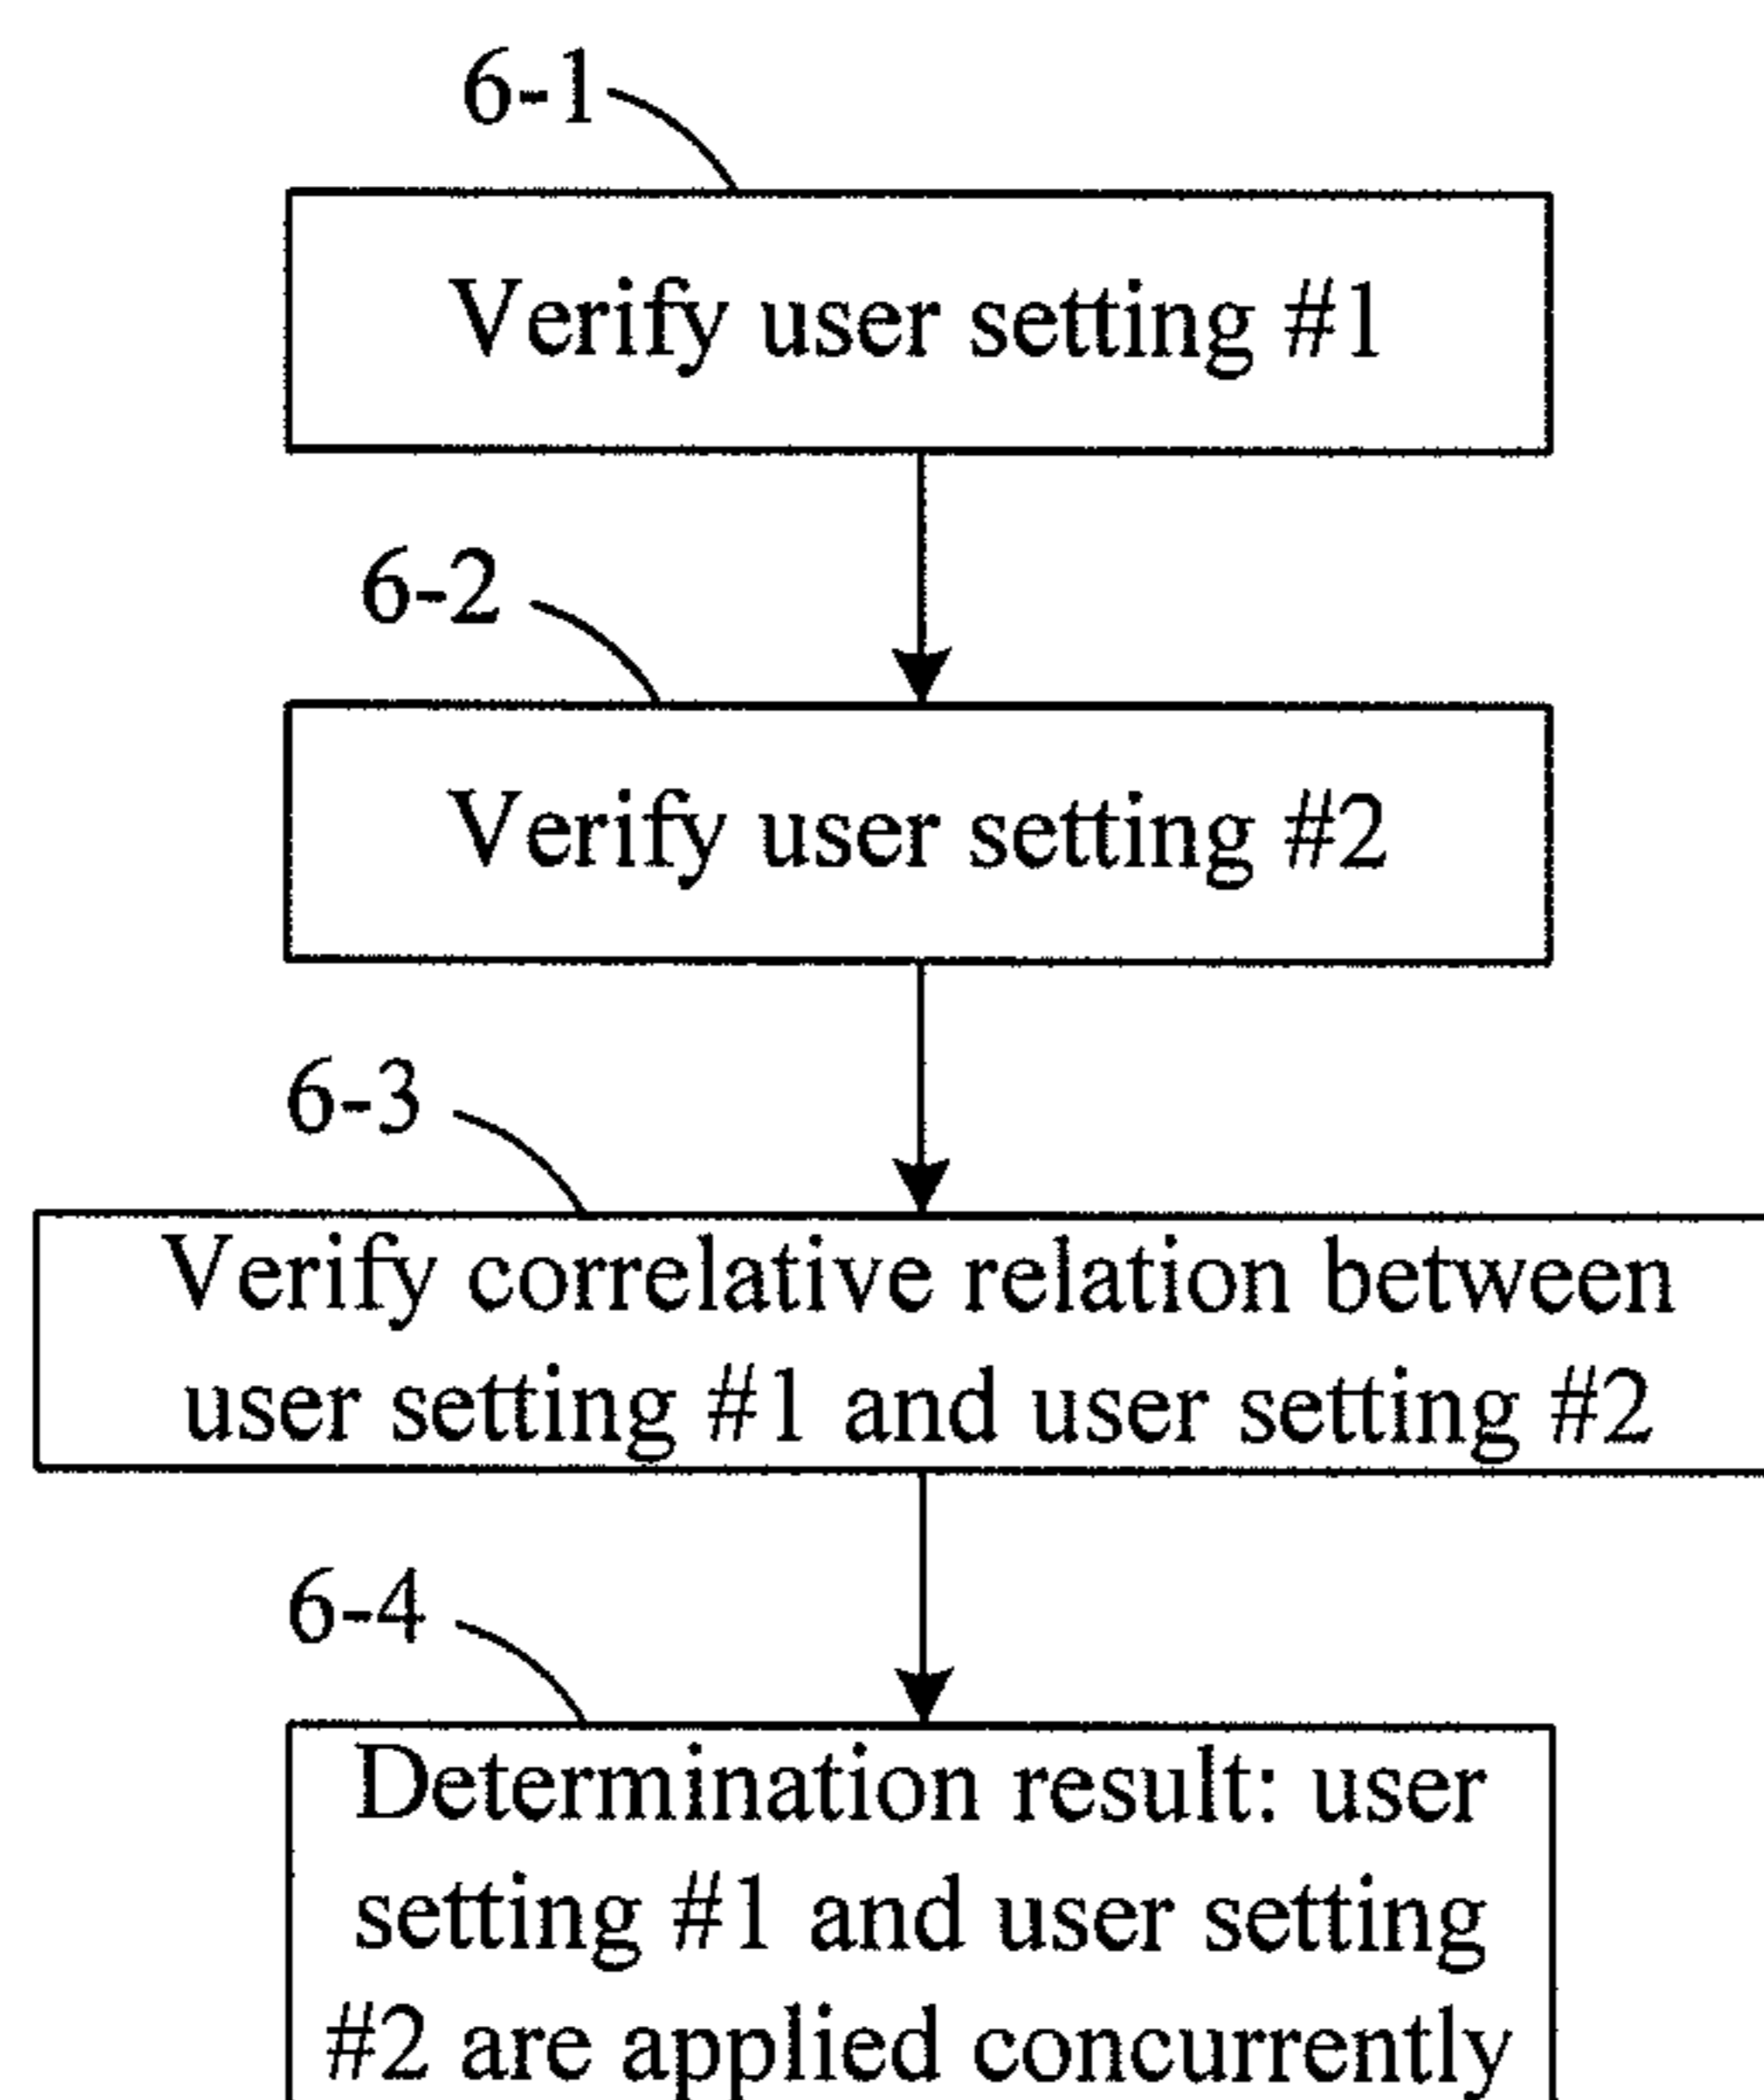 6-1
Verify user setting #1
6-2
Verify user setting #2
6-3
Verify correlative relation between
user setting #1 and user setting #2
6-4
Determination result: user
setting #1 and user setting
#2 are applied concurrently